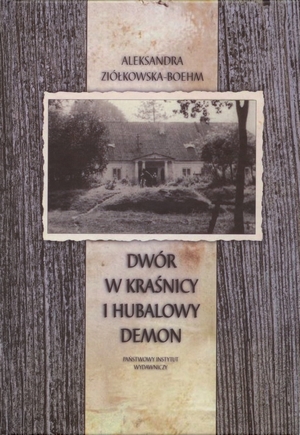 ALEKSANDRA
ZIÓŁKOWSKA-BOEHM
DWÓR
W KRAŚNICY
I HUBALOWY
DEMON
PAŃSTWOWY INSTYTUT
WYDAWNICZY